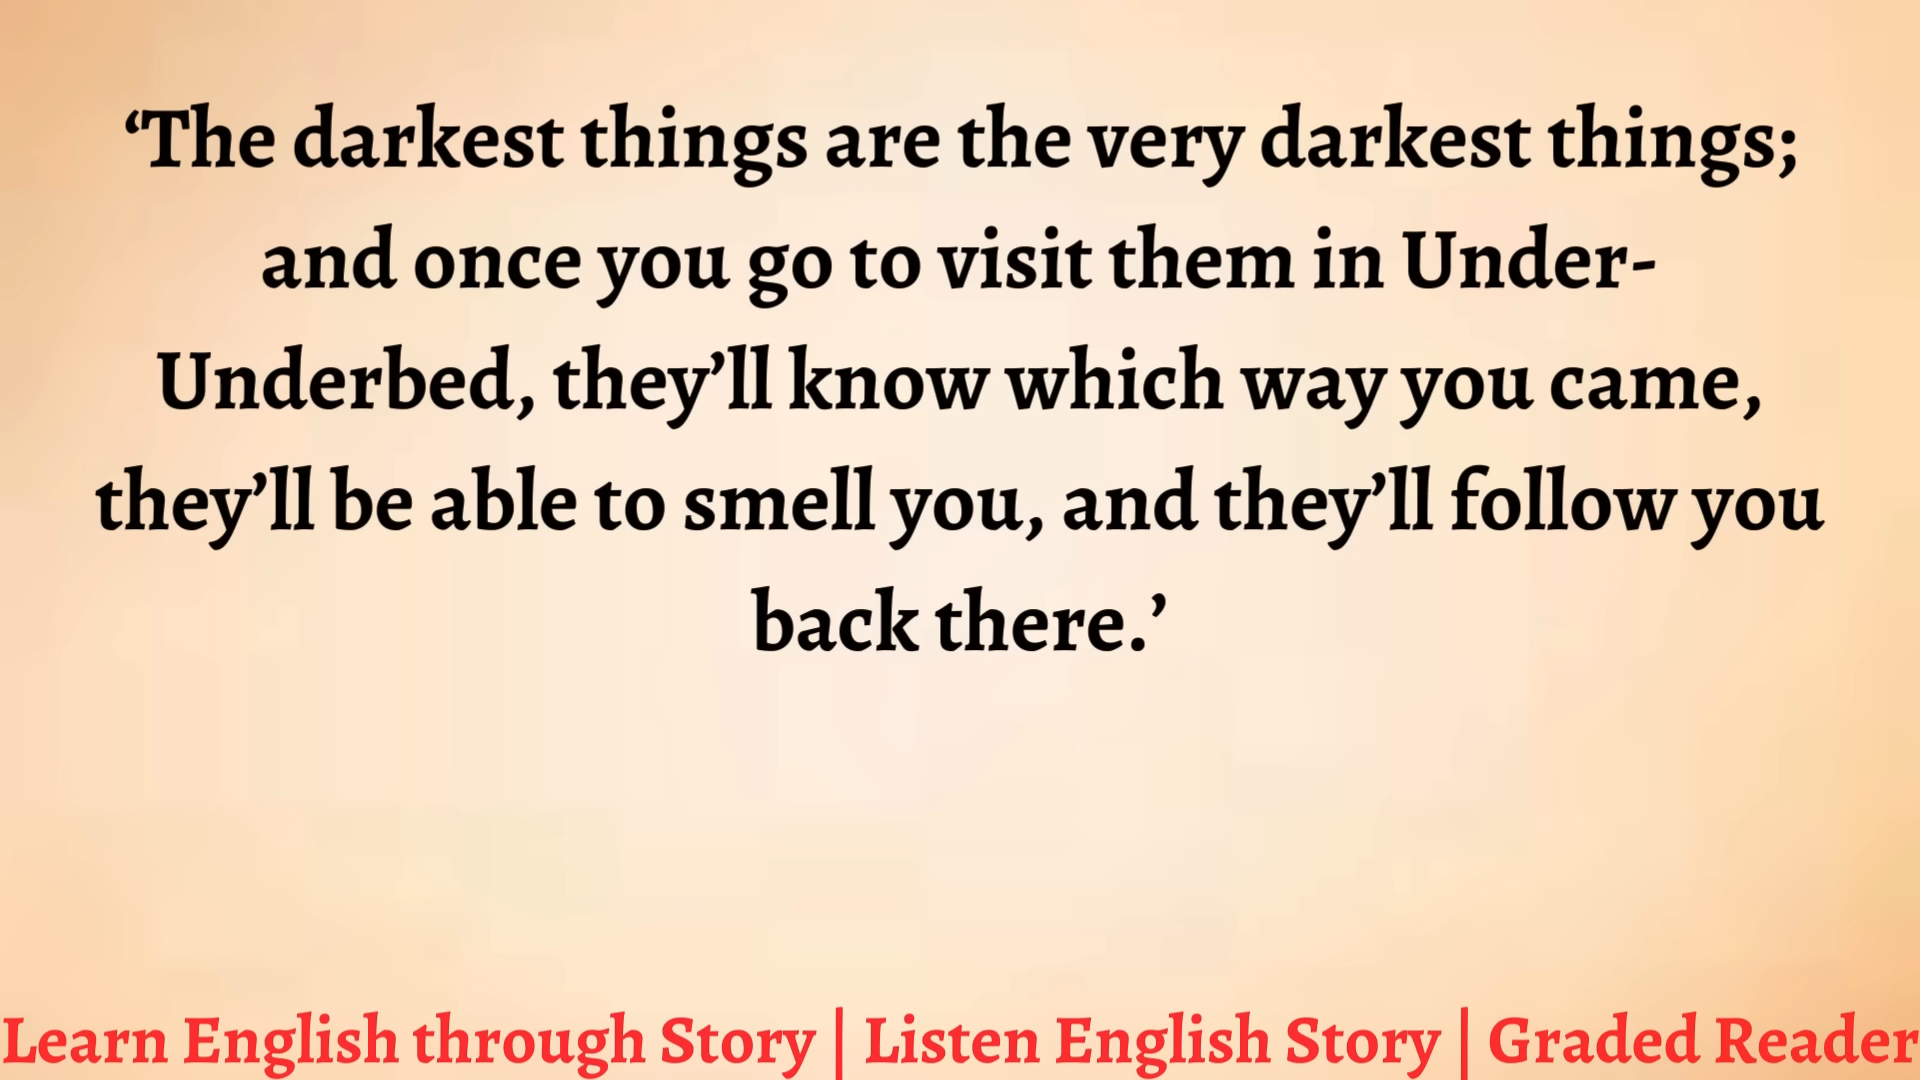 ‘The darkest things are the very darkest things;
and once you go to visit them in Under-
Underbed, they’ll know which way you came,
they’ll be able to smell you, and they’ll follow you
back there.’
Learn English through Story | Listen English Story | Graded Reader